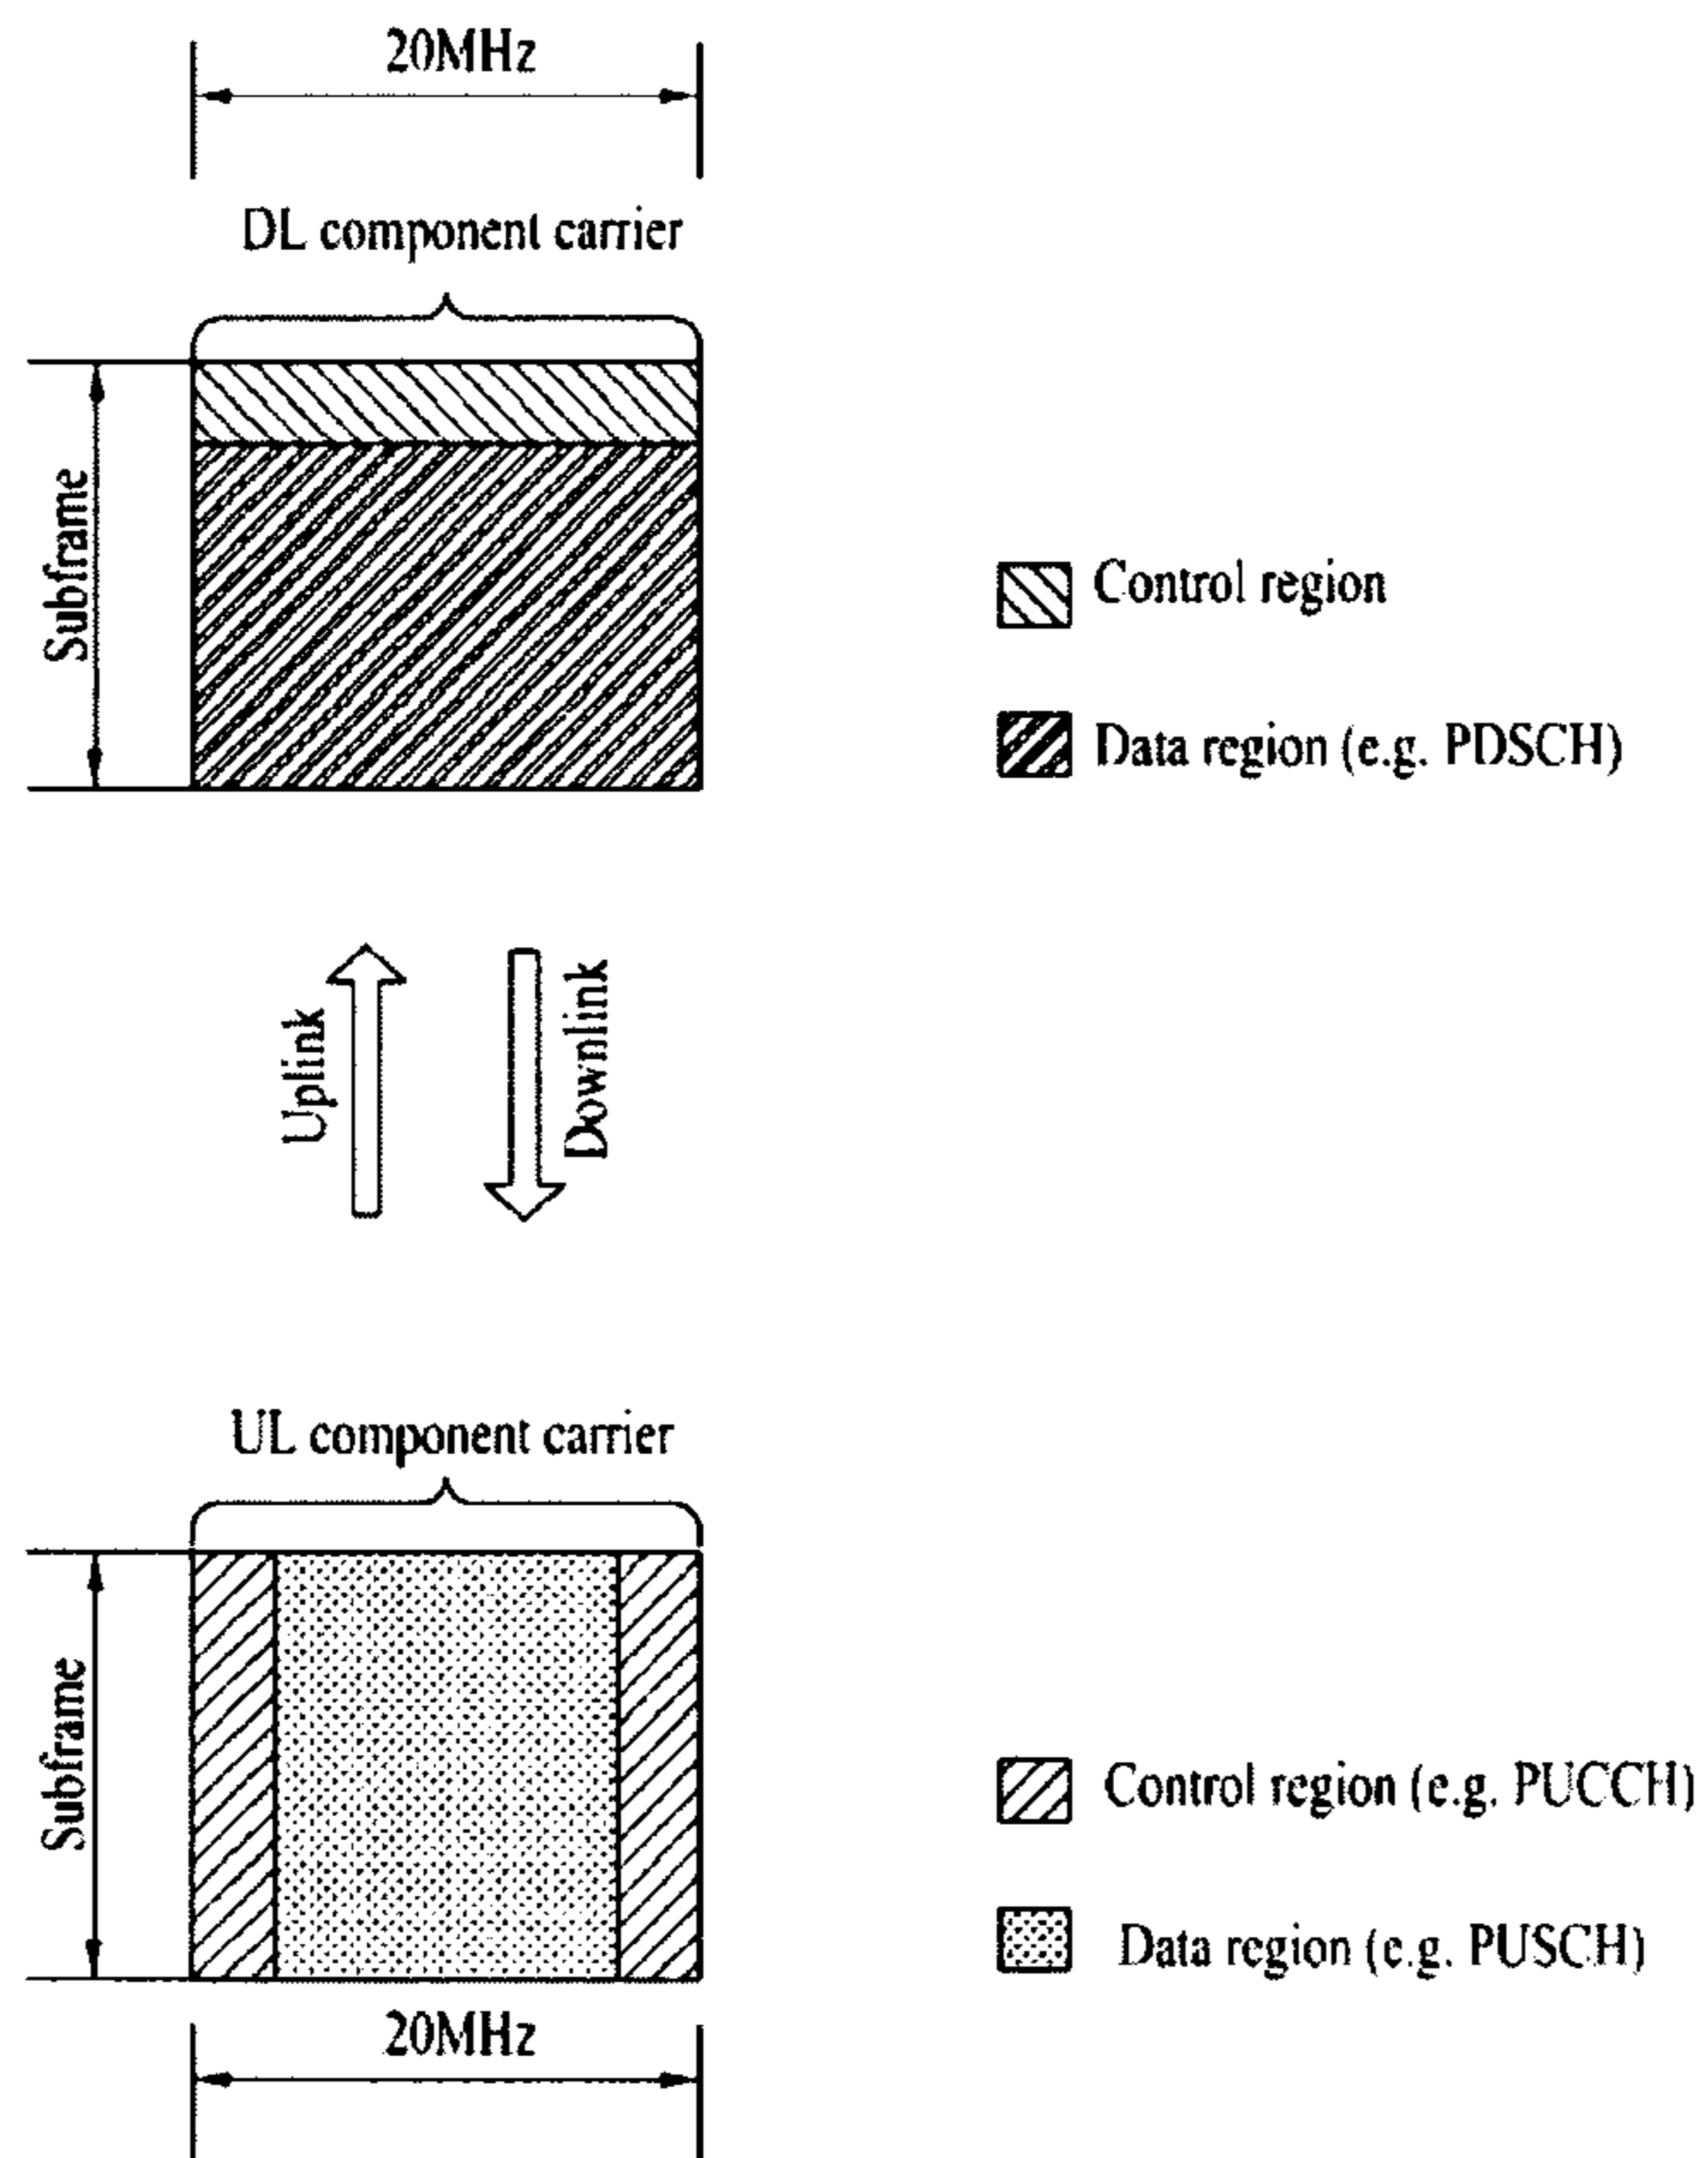 20MHz
DL component carrier
Subframe
Control region
Data region (e.g. PDSCH)
Uplink
Downlink
UL component carrier
Subframe
Control region (e.g. PUCCH)
Data region (e.g. PUSCH)
20MHz